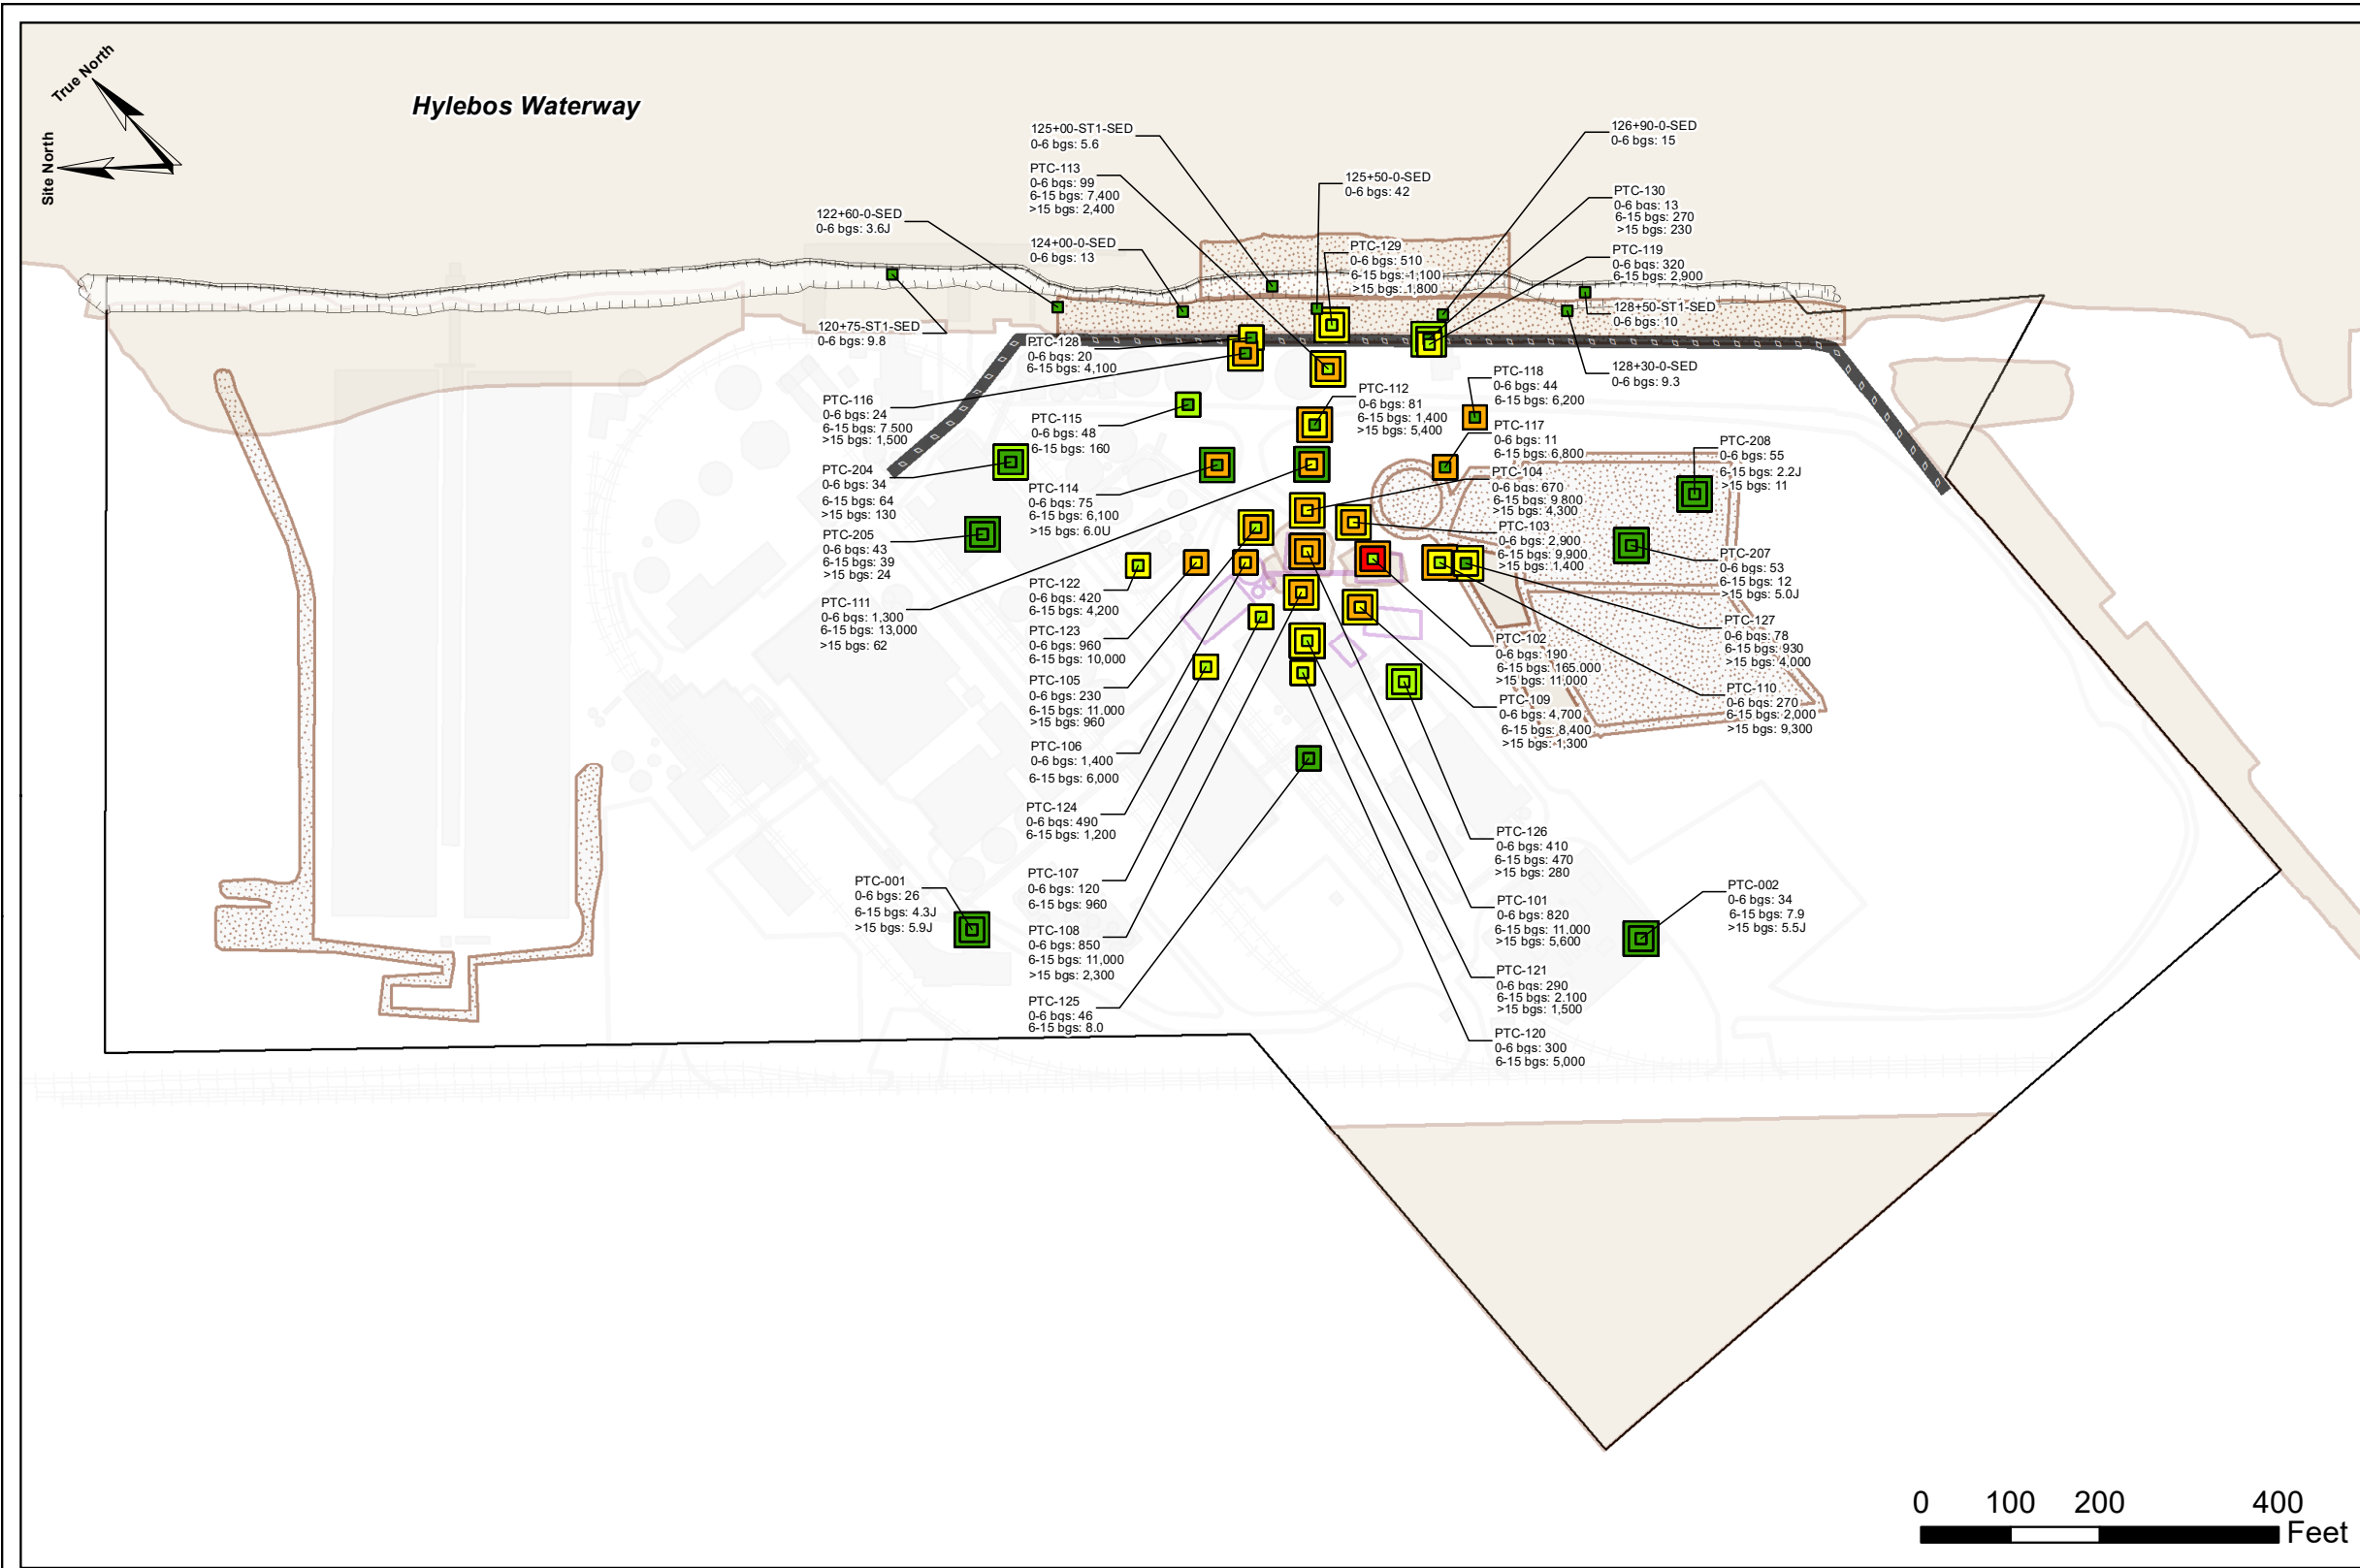 True North
Site North
Hylebos Waterway
125+00-ST1-SED
0-6 bgs: 5.6
PTC-113
0-6 bgs: 99
6-15 bgs: 7,400
>15 bgs: 2,400
122+60-0-SED
0-6 bgs: 3.6J
124+00-0-SED
0-6 bgs: 13
125+50-0-SED
0-6 bgs: 42
126+90-0-SED
0-6 bgs: 15
PTC-130
0-6 bgs: 13
6-15 bgs: 270
>15 bgs: 230
PTC-129
0-6 bgs: 510
6-15 bgs: 1,100
>15 bgs: 1,800
PTC-119
0-6 bgs: 320
6-15 bgs: 2,900
128+50-ST1-SED
0-6 bgs: 10
120+75-ST1-SED
0-6 bgs: 9.8
PTC-128
0-6 bgs: 20
6-15 bgs: 4,100
128+30-0-SED
0-6 bgs: 9.3
PTC-118
0-6 bgs: 44
6-15 bgs: 6,200
PTC-112
0-6 bgs: 81
6-15 bgs: 1,400
>15 bgs: 5,400
PTC-116
0-6 bgs: 24
6-15 bgs: 7,500
>15 bgs: 1,500
PTC-115
0-6 bgs: 48
6-15 bgs: 160
PTC-117
0-6 bgs: 11
6-15 bgs: 6,800
PTC-208
0-6 bgs: 55
6-15 bgs: 2.2J
>15 bgs: 11
PTC-204
0-6 bgs: 34
6-15 bgs: 64
>15 bgs: 130
PTC-114
0-6 bgs: 75
6-15 bgs: 6,100
>15 bgs: 6.0U
PTC-104
0-6 bgs: 670
6-15 bgs: 9,800
>15 bgs: 4,300
PTC-103
0-6 bgs: 2,900
6-15 bgs: 9,900
>15 bgs: 1,400
PTC-205
0-6 bgs: 43
6-15 bgs: 39
>15 bgs: 24
PTC-207
0-6 bgs: 53
6-15 bgs: 12
>15 bgs: 5.0J
PTC-122
0-6 bgs: 420
6-15 bgs: 4,200
PTC-111
0-6 bgs: 1,300
6-15 bgs: 13,000
>15 bgs: 62
PTC-127
0-6 bgs: 78
6-15 bgs: 930
>15 bgs: 4,000
PTC-123
0-6 bgs: 960
6-15 bgs: 10,000
PTC-102
0-6 bgs: 190
6-15 bgs: 165,000
>15 bgs: 11,000
PTC-105
0-6 bgs: 230
6-15 bgs: 11,000
>15 bgs: 960
PTC-110
0-6 bgs: 270
6-15 bgs: 2,000
>15 bgs: 9,300
PTC-109
0-6 bgs: 4,700
6-15 bgs: 8,400
>15 bgs: 1,300
PTC-106
0-6 bgs: 1,400
6-15 bgs: 6,000
PTC-124
0-6 bgs: 490
6-15 bgs: 1,200
PTC-126
0-6 bgs: 410
6-15 bgs: 470
>15 bgs: 280
PTC-107
0-6 bgs: 120
6-15 bgs: 960
PTC-001
0-6 bgs: 26
6-15 bgs: 4.3J
>15 bgs: 5.9J
PTC-002
0-6 bgs: 34
6-15 bgs: 7.9
>15 bgs: 5.5J
PTC-101
0-6 bgs: 820
6-15 bgs: 11,000
>15 bgs: 5,600
PTC-108
0-6 bgs: 850
6-15 bgs: 11,000
>15 bgs: 2,300
PTC-121
0-6 bgs: 290
6-15 bgs: 2,100
>15 bgs: 1,500
PTC-125
0-6 bgs: 46
6-15 bgs: 8.0
PTC-120
0-6 bgs: 300
6-15 bgs: 5,000
0 100 200 400
Feet